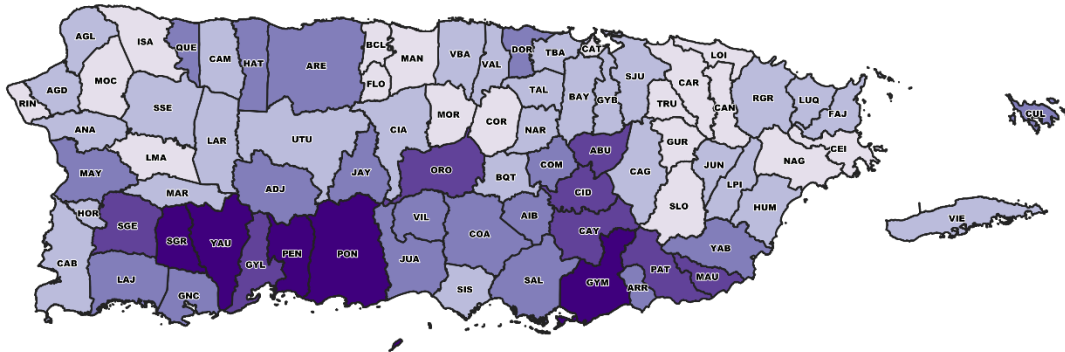 AGL
ISA
QUE
CAM
HAT
ARE
BCL
FLO
MAN
VBA
VAL
DOR
TBA
CAT
SJU
LOI
CAR
CAN
TRU
RGR
LUQ
FAJ
CEI
CUL
MOC
AGD
RIN
SSE
LAR
UTU
CIA
MOR
COR
TAL
NAR
BAY
GYB
ANA
LMA
MAY
MAR
ADJ
JAY
ORO
BQT
COM
ABU
CID
CAG
GUR
JUN
SLO
LPI
NAG
HUM
VIE
HOR
SGE
SGR
YAU
GYL
PEN
PON
VIL
JUA
COA
AIB
CAY
YAB
CAB
LAJ
GNC
SIS
SAL
GYM
ARR
PAT
MAU